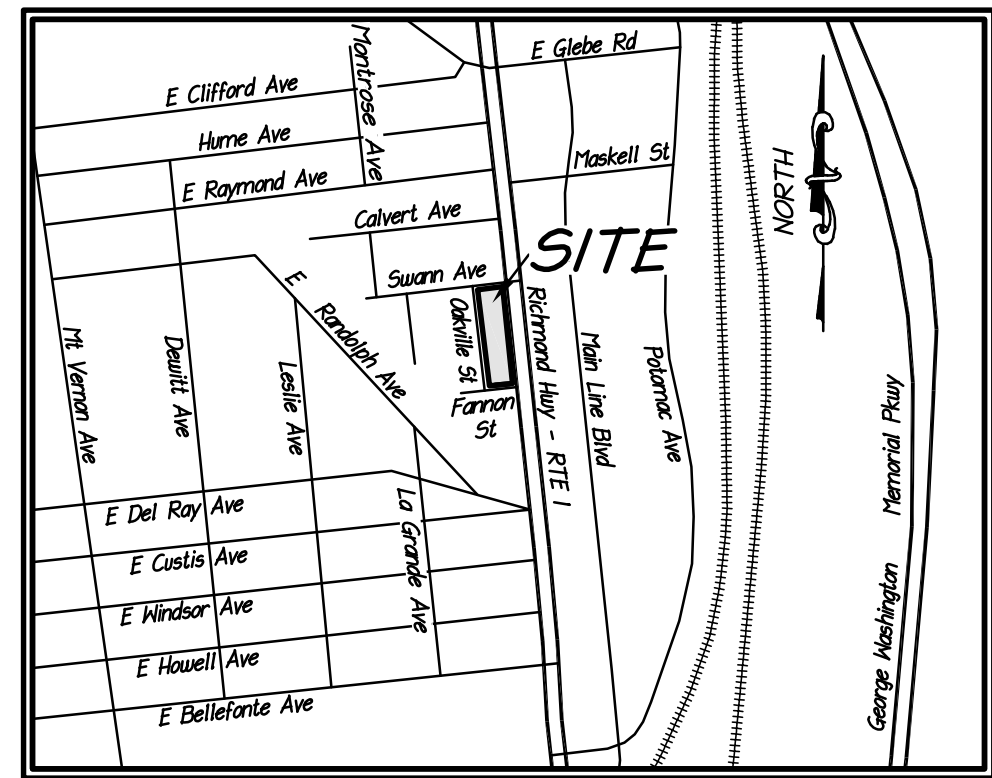 Montrose Ave
E Glebe Rd
E Clifford Ave
Hume Ave
Maskell St
E Raymond Ave
NORTH
Calvert Ave
SITE
Swann Ave
E Randolph Ave
Oakville St
Richmond Hwy - RTE 1
Mt Vernon Ave
Dewitt Ave
Leslie Ave
Main Line Blvd
Potomac Ave
Fannon
St
George Washington Memorial Pkwy
E Del Ray Ave
La Grande Ave
E Custis Ave
E Windsor Ave
E Howell Ave
E Bellefonte Ave